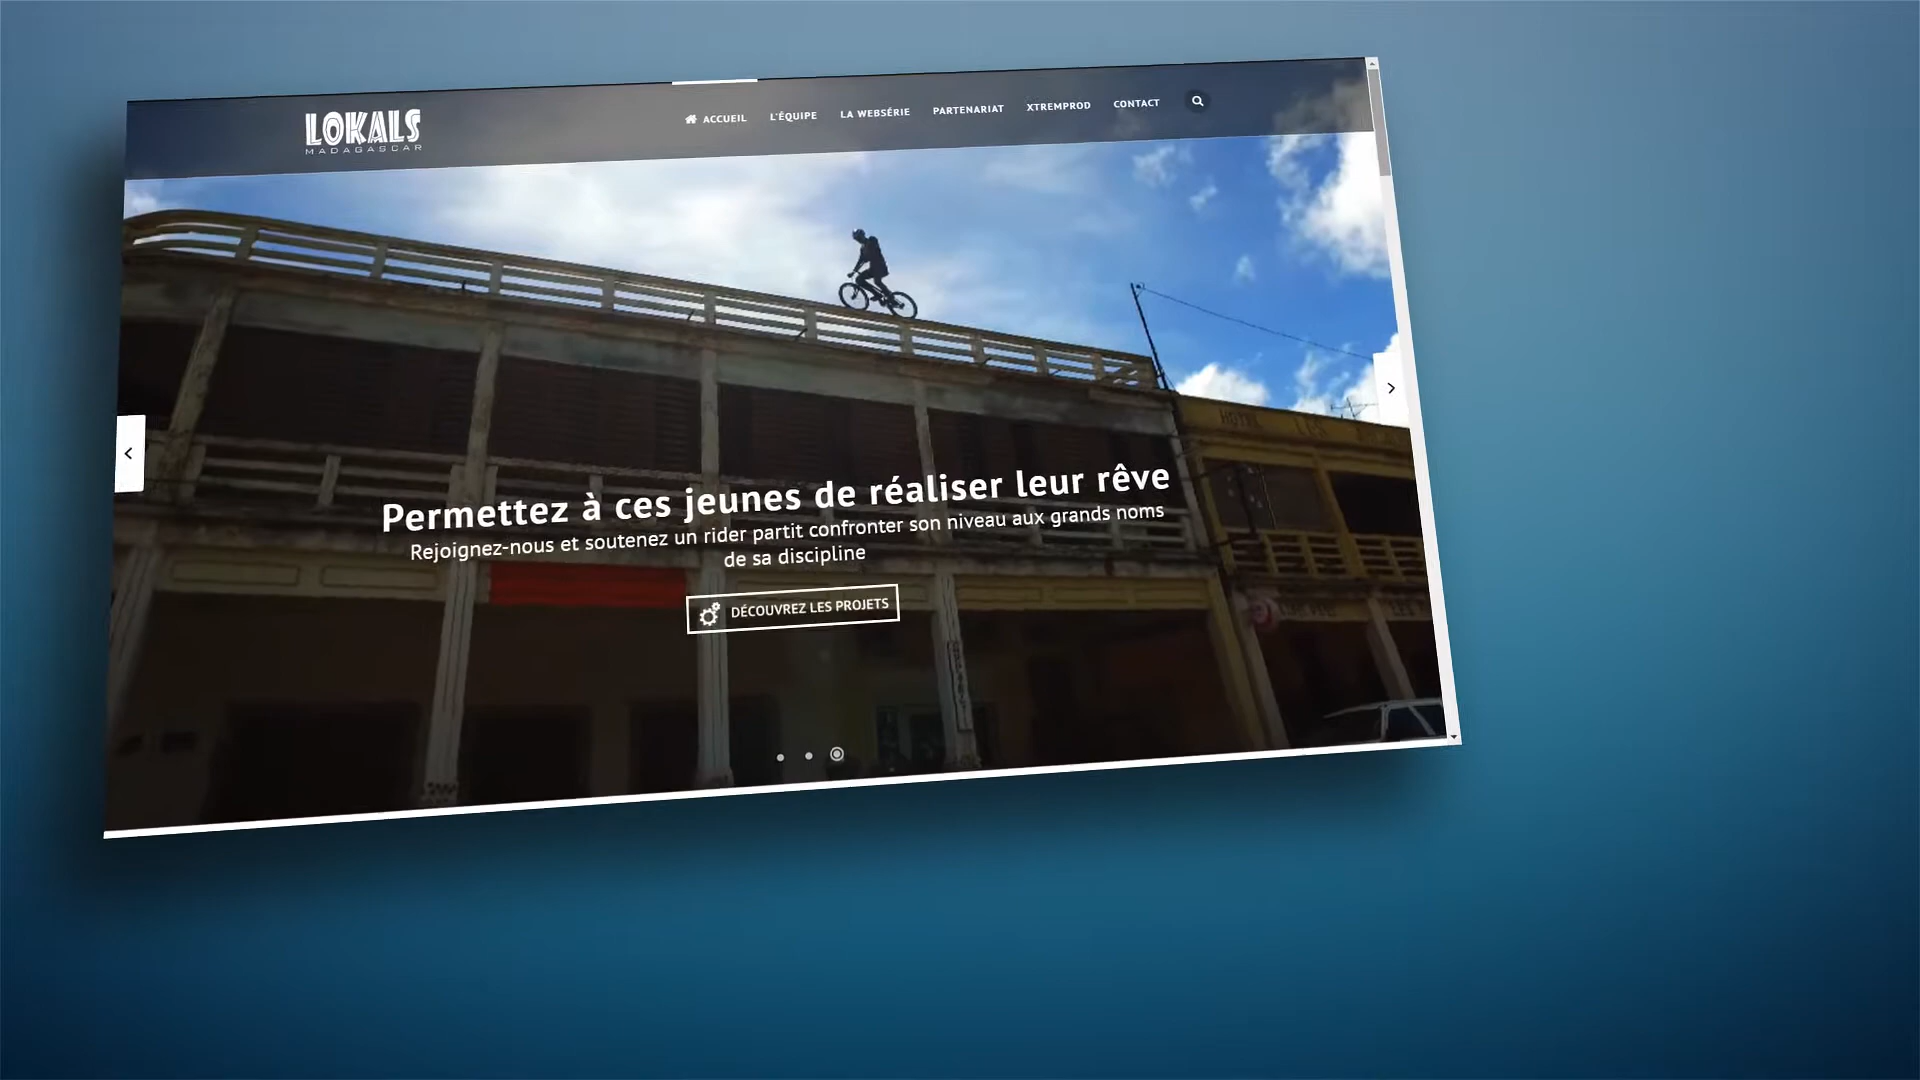 LOKALS
MADAGASCAR
ACCUEIL
L'ÉQUIPE
LA WEBSÉRIE
PARTENARIAT
XTREMPROD
CONTACT
HOTEL
Permettez à ces jeunes de réaliser leur rêve
Rejoignez-nous et soutenez un rider partit confronter son niveau aux grands noms
de sa discipline
DÉCOUVREZ LES PROJETS